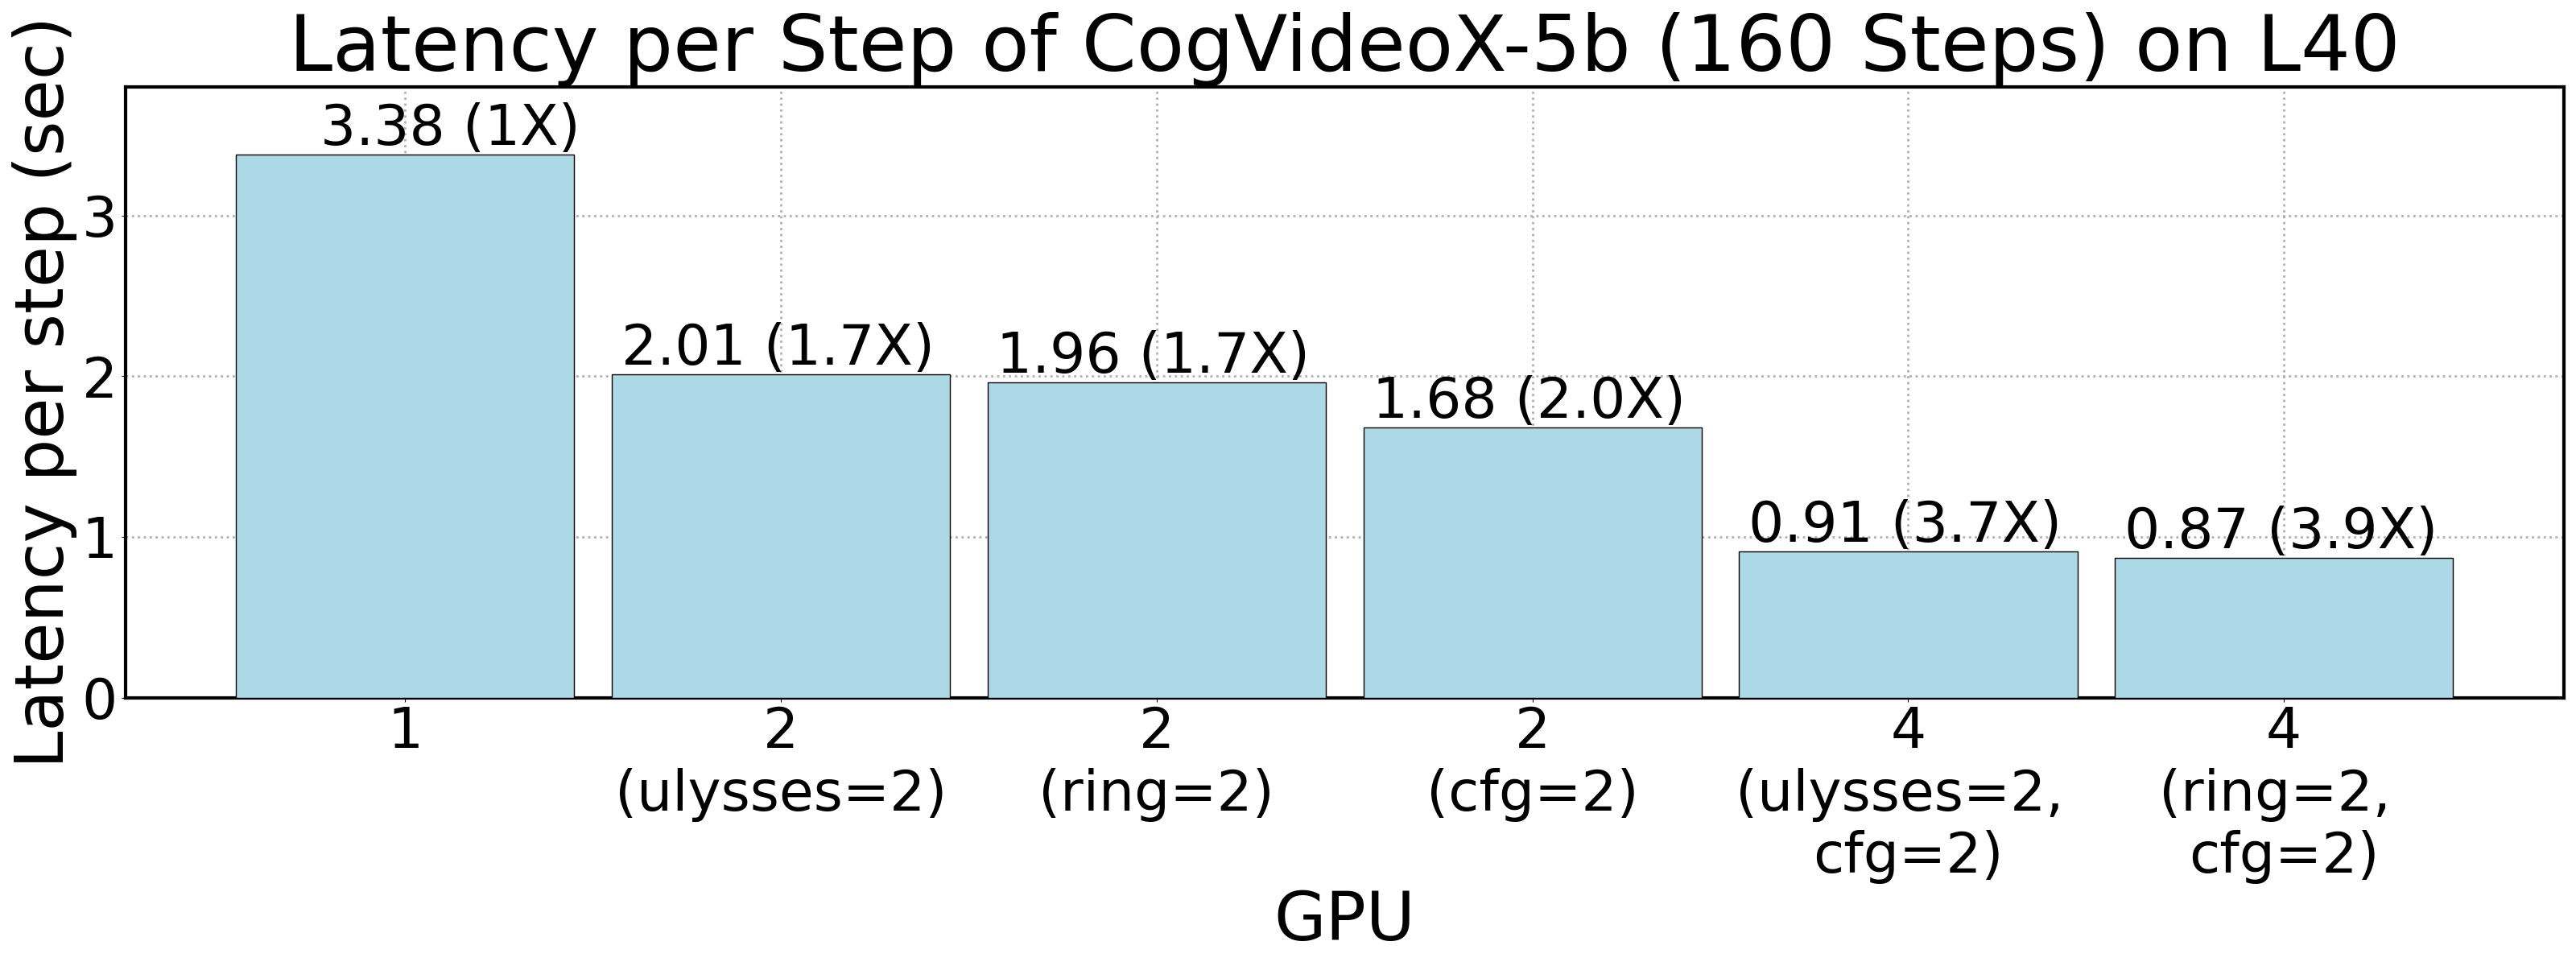 Latency per Step of CogVideoX-5b (160 Steps) on L40
Latency per step (sec)
3
2
1
0
3.38 (1X)
2.01 (1.7X)
1.96 (1.7X)
1.68 (2.0X)
0.91 (3.7X)
0.87 (3.9X)
1
2
(ulysses=2)
2
(ring=2)
2
(cfg=2)
4
(ulysses=2,
cfg=2)
4
(ring=2,
cfg=2)
GPU